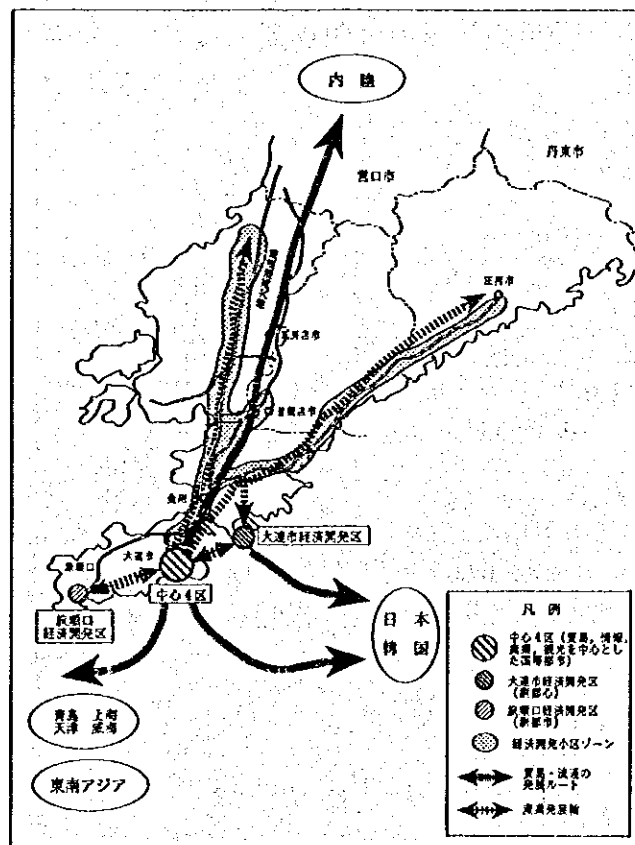 内陸
営口市
丹東市
庄河市
瓦房店市
普蘭店市
金州
大連市経済開発区
大連市
旅順口
中心4区
旅順口
経済開発区
日本
韓国
青島 上海
天津 威海
東南アジア
凡例
中心4区(貿易,情報,
観光を中心とし
た国際都市)
大連市経済開発区
(新都心)
旅順口経済開発区
(新都市)
経済開発小区ゾーン
貿易・流通の
発展ルート
産業発展軸